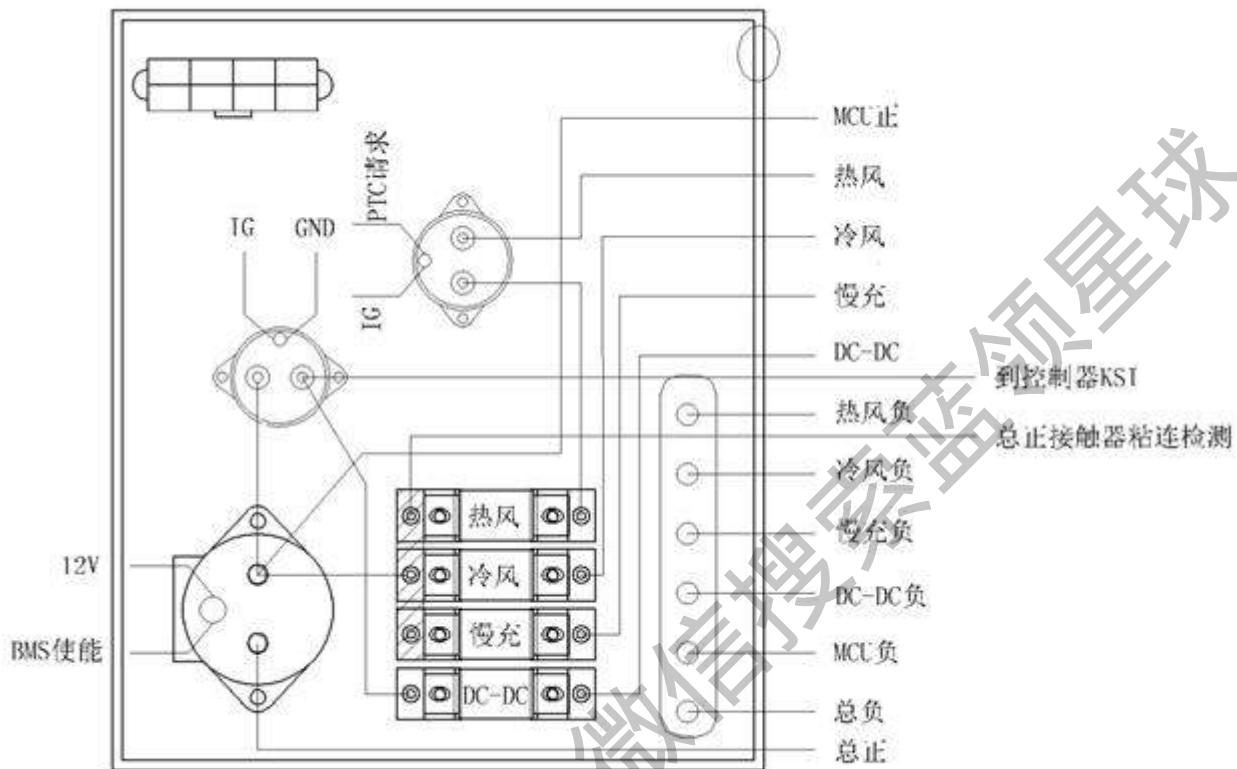 MCU正
热风
PTC请求
冷风
IG
GND
慢充
IG
DC-DC
到控制器KSI
热风负
总正接触器粘连检测
冷风负
热风
慢充负
12V
冷风
DC-DC负
BMS使能
慢充
MCU负
DC-DC
总负
总正
微信搜索蓝领星球